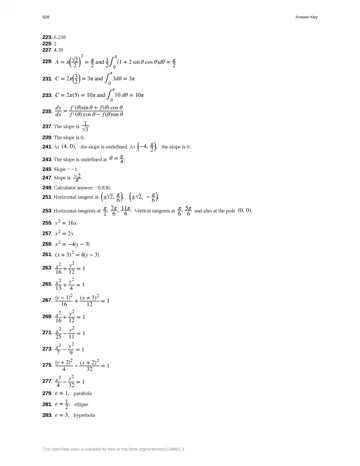 928 Answer Key
223. 6.238
225. 2
227. 4.39
229. A = π(√2/2)² = π/2 and ½∫₀^π (1 + 2 sin θ cos θ)dθ = π/2
231. C = 2π(3/2) = 3π and ∫₀^π 3dθ = 3π
233. C = 2π(5) = 10π and ∫₀^π 10 dθ = 10π
235. dy/dx = (f′(θ)sin θ + f(θ)cos θ)/(f′(θ)cos θ − f(θ)sin θ)
237. The slope is 1/√3.
239. The slope is 0.
241. At (4, 0), the slope is undefined. At (−4, π/2), the slope is 0.
243. The slope is undefined at θ = π/4.
245. Slope = −1.
247. Slope is −2/π.
249. Calculator answer: −0.836.
251. Horizontal tangent at (±√2, π/6), (±√2, −π/6).
253. Horizontal tangents at π/2, 7π/6, 11π/6. Vertical tangents at π/6, 5π/6 and also at the pole (0, 0).
255. y² = 16x
257. x² = 2y
259. x² = −4(y − 3)
261. (x + 3)² = 8(y − 3)
263. x²/16 + y²/12 = 1
265. x²/13 + y²/4 = 1
267. (y − 1)²/16 + (x + 3)²/12 = 1
269. x²/16 + y²/12 = 1
271. x²/25 − y²/11 = 1
273. x²/7 − y²/9 = 1
275. (y + 2)²/4 − (x + 2)²/32 = 1
277. x²/4 − y²/32 = 1
279. e = 1, parabola
281. e = 1/2, ellipse
283. e = 3, hyperbola
This OpenStax book is available for free at